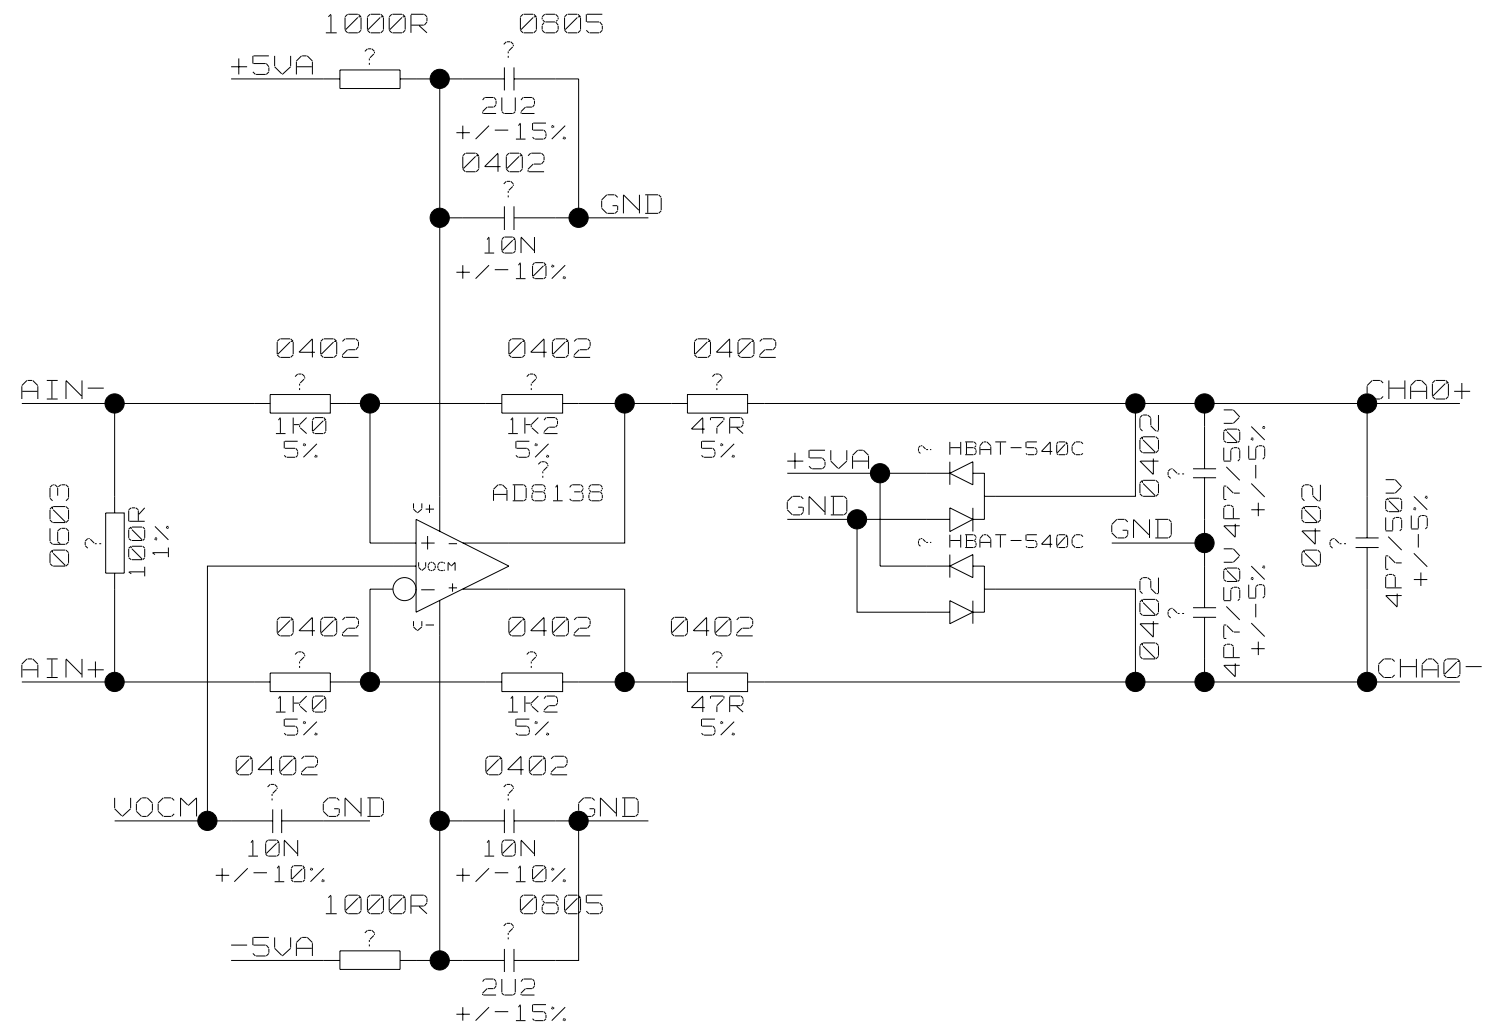 1000R
0805
+5VA
?
?
2U2
+/-15%
0402
?
GND
10N
+/-10%
0402
0402
0402
AIN-
?
?
?
CHA0+
1K0
5%
1K2
5%
47R
5%
?
AD8138
V+
+ -
VOCM
- +
V-
0603
?
100R
1%
+5VA
GND
? HBAT-540C
? HBAT-540C
0402
?
4P7/50V
+/-5%
GND
0402
?
4P7/50V
+/-5%
0402
?
4P7/50V
+/-5%
0402
0402
0402
AIN+
?
?
?
CHA0-
1K0
5%
1K2
5%
47R
5%
0402
0402
?
?
VOCM
GND
GND
10N
+/-10%
10N
+/-10%
1000R
0805
-5VA
?
?
2U2
+/-15%